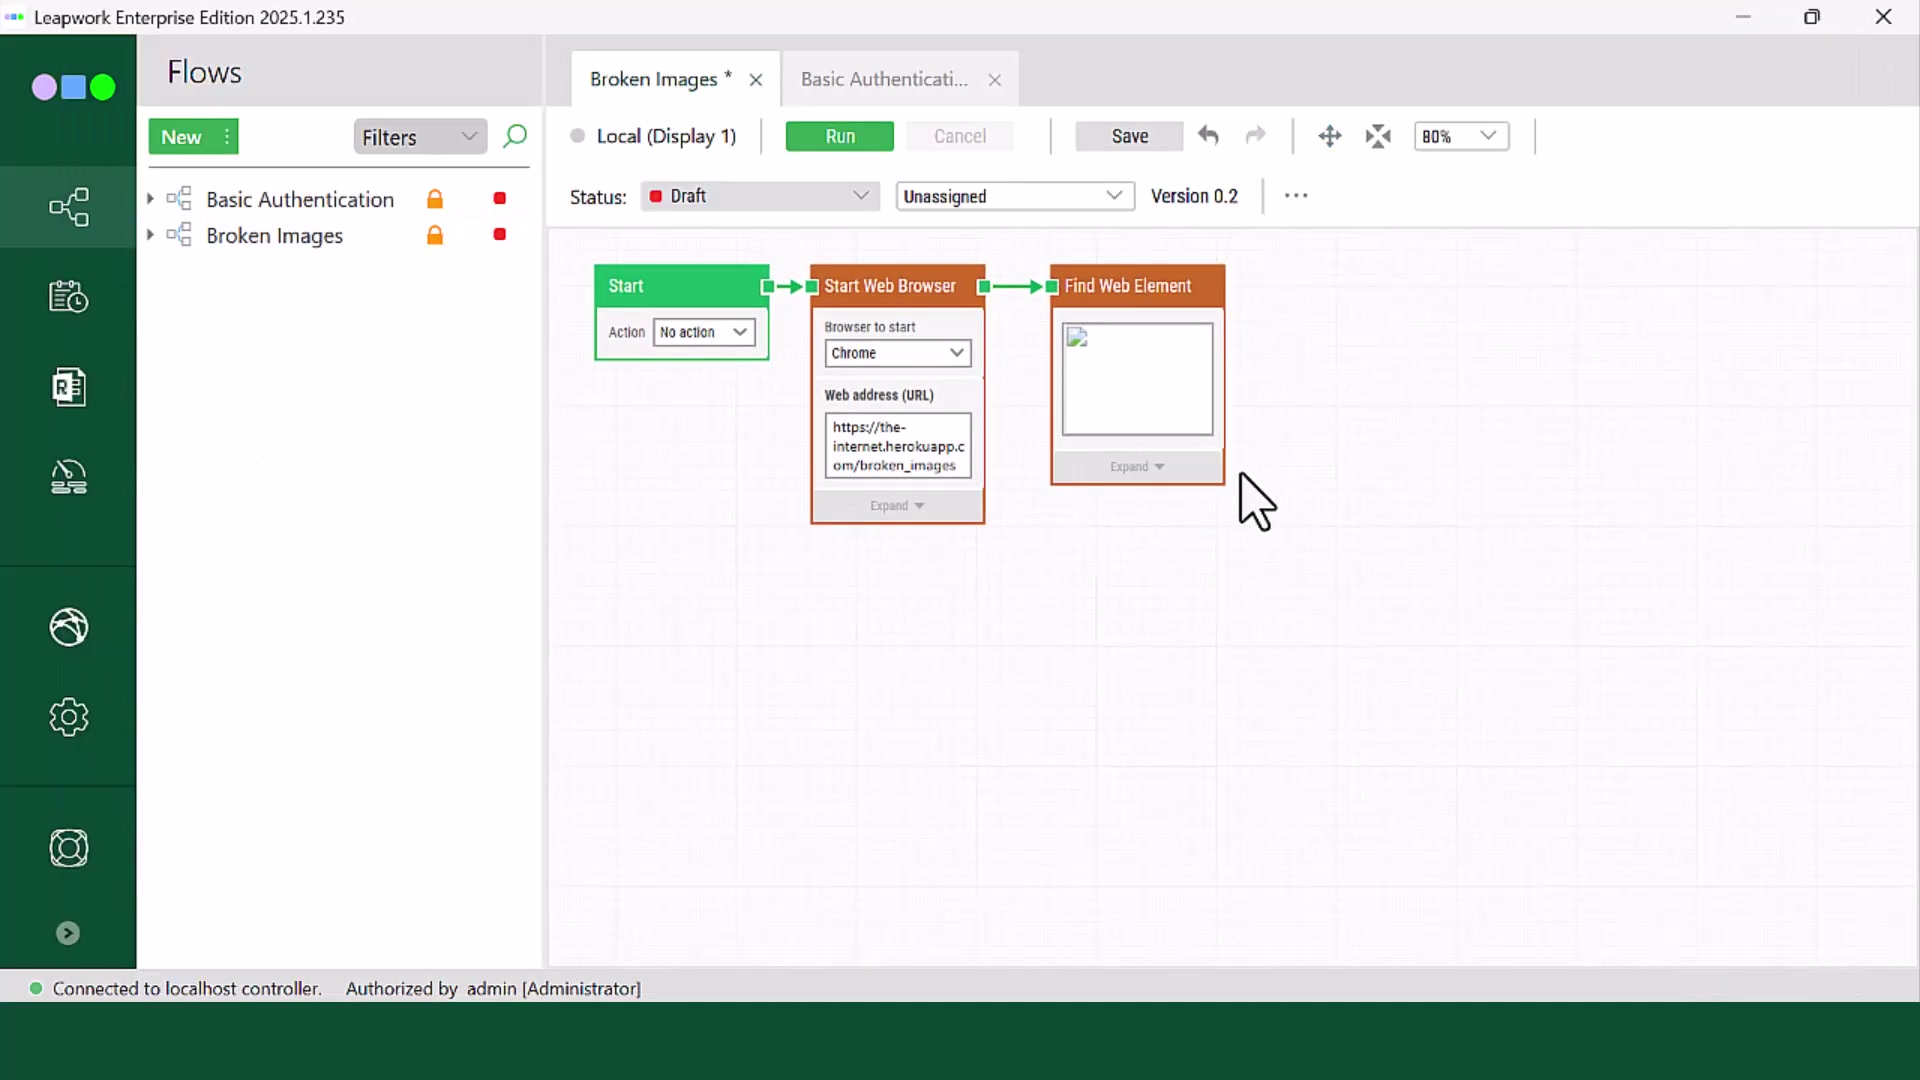 Leapwork Enterprise Edition 2025.1.235
Flows
New
Filters
Basic Authentication
Broken Images
Broken Images *
Basic Authenticati...
Local (Display 1)
Run
Cancel
Save
80%
Status:
Draft
Unassigned
Version 0.2
Start
Action
No action
Start Web Browser
Browser to start
Chrome
Web address (URL)
https://the-
internet.herokuapp.c
om/broken_images
Expand
Find Web Element
Expand
Connected to localhost controller.
Authorized by admin [Administrator]